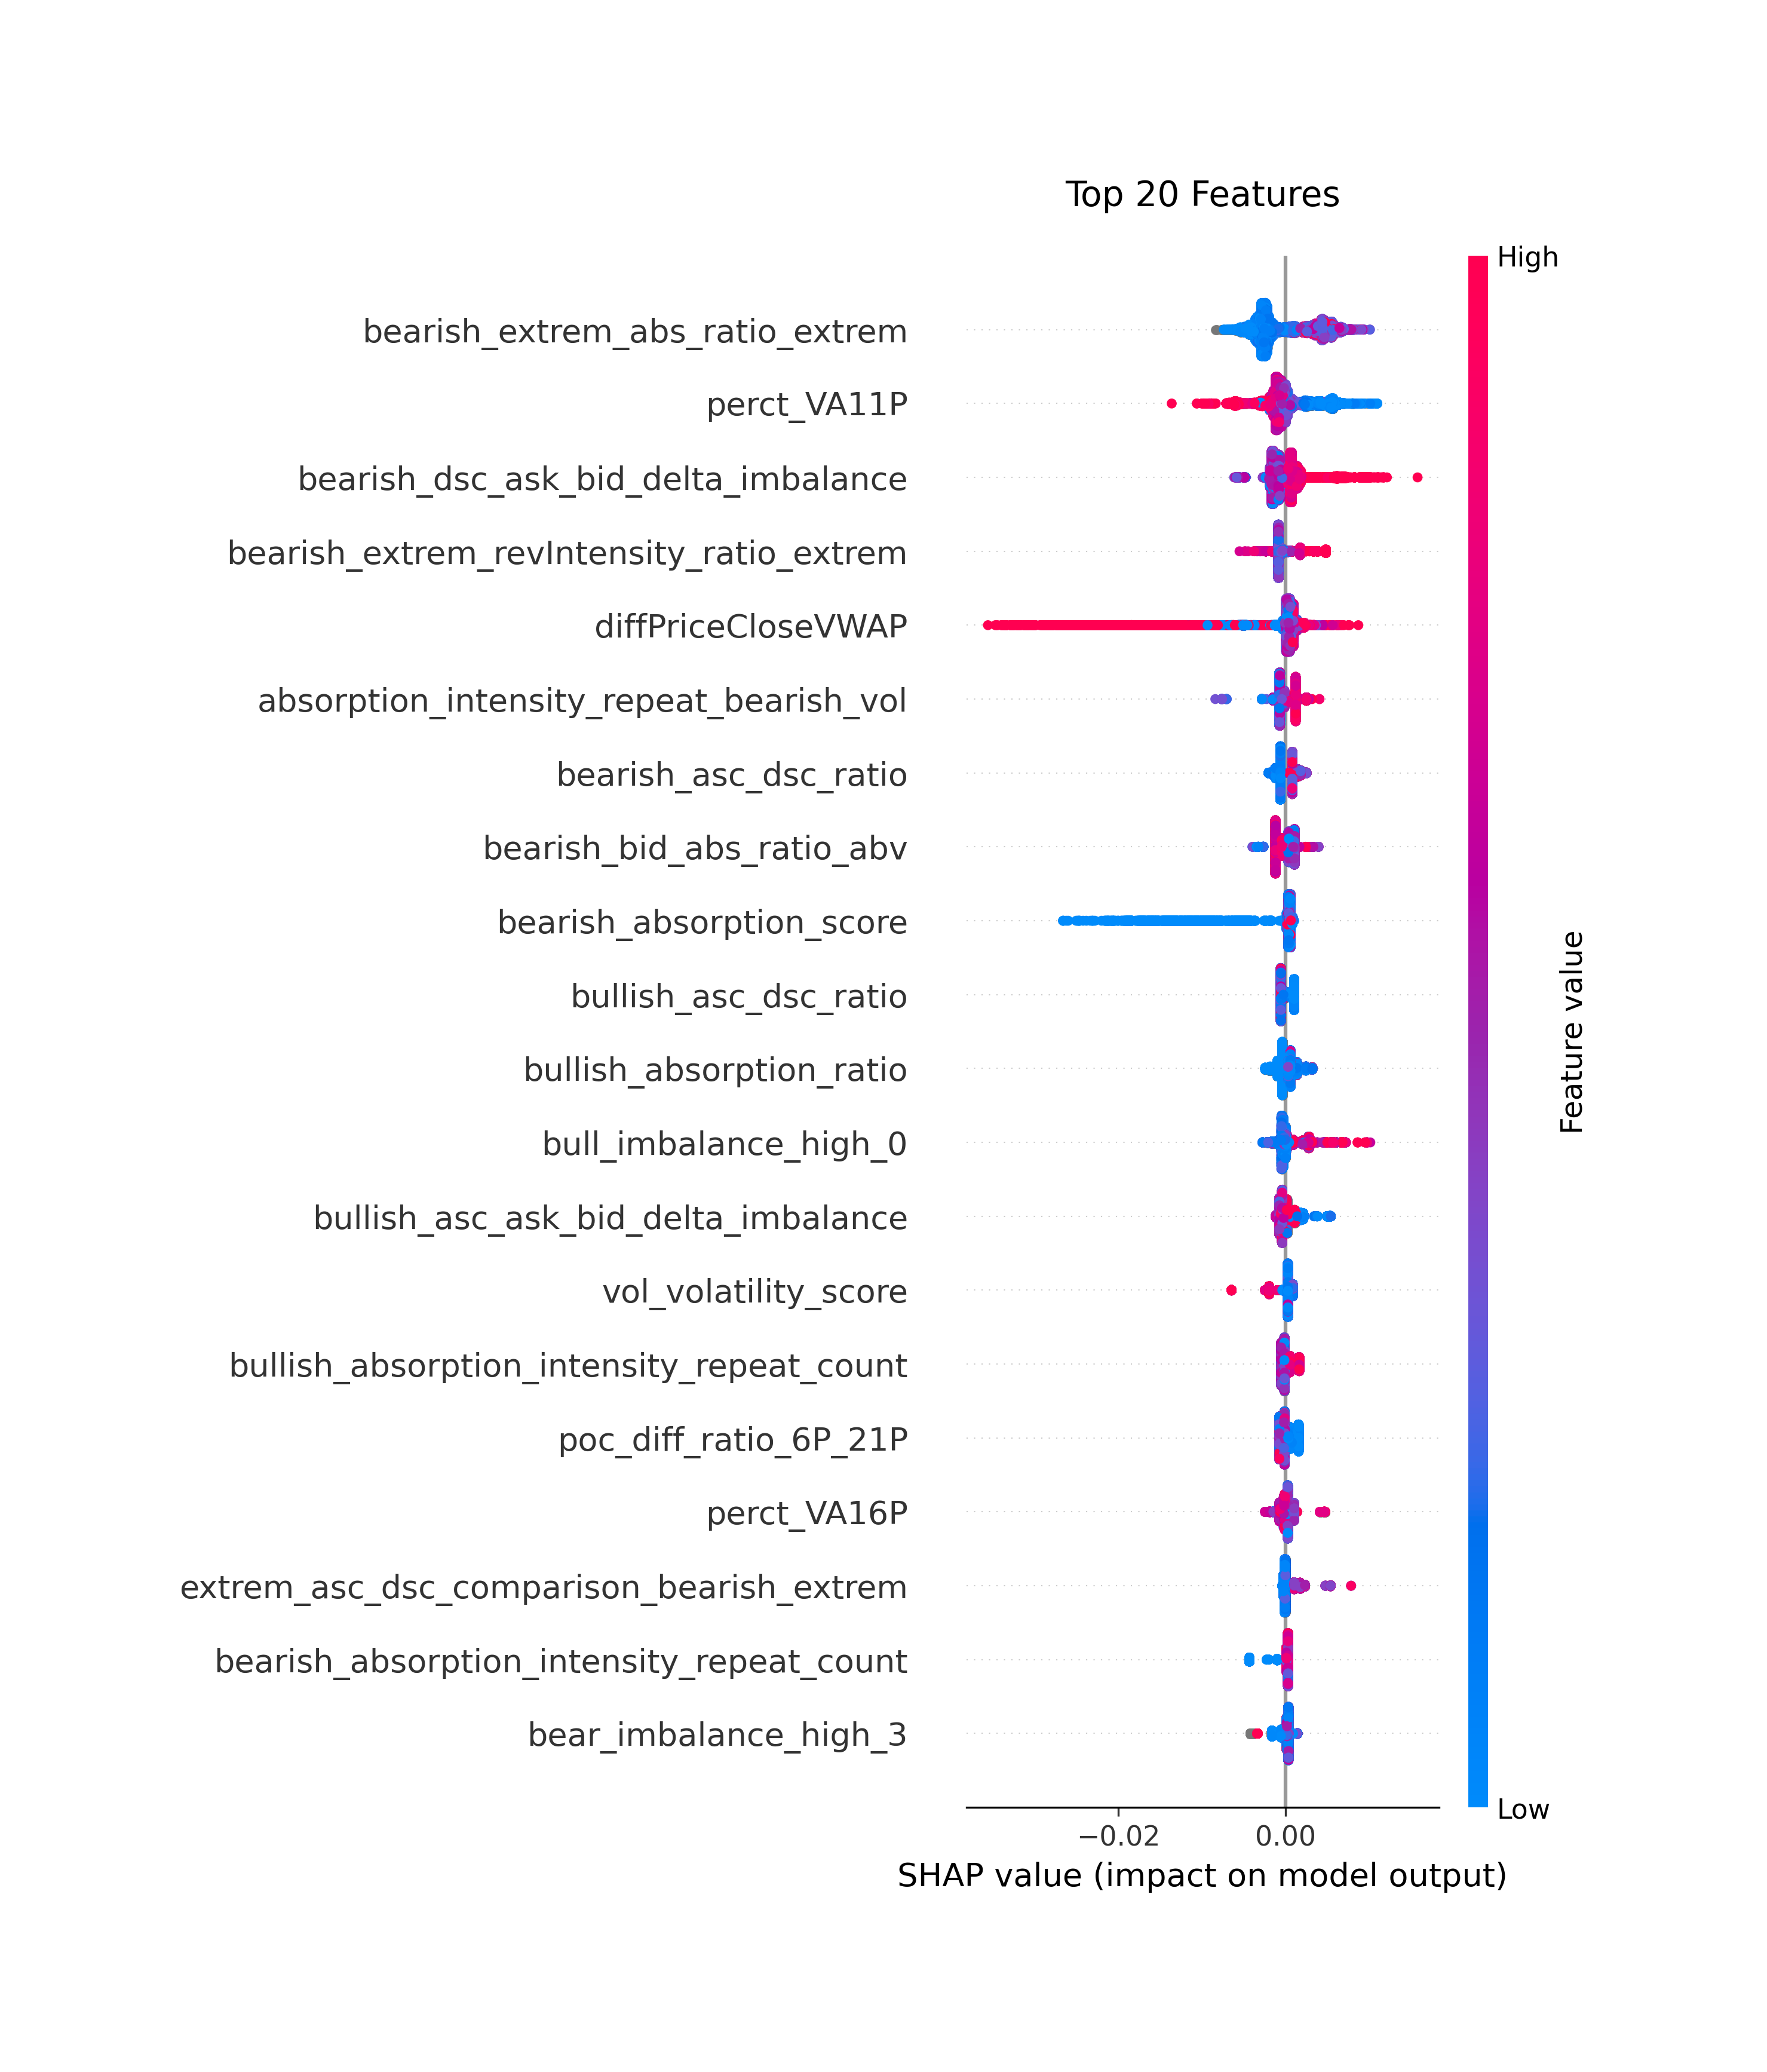 Top 20 Features
High
bearish_extrem_abs_ratio_extrem
perct_VA11P
bearish_dsc_ask_bid_delta_imbalance
bearish_extrem_revIntensity_ratio_extrem
diffPriceCloseVWAP
absorption_intensity_repeat_bearish_vol
bearish_asc_dsc_ratio
bearish_bid_abs_ratio_abv
bearish_absorption_score
bullish_asc_dsc_ratio
bullish_absorption_ratio
bull_imbalance_high_0
bullish_asc_ask_bid_delta_imbalance
vol_volatility_score
bullish_absorption_intensity_repeat_count
poc_diff_ratio_6P_21P
perct_VA16P
extrem_asc_dsc_comparison_bearish_extrem
bearish_absorption_intensity_repeat_count
bear_imbalance_high_3
Feature value
Low
−0.02 0.00
SHAP value (impact on model output)